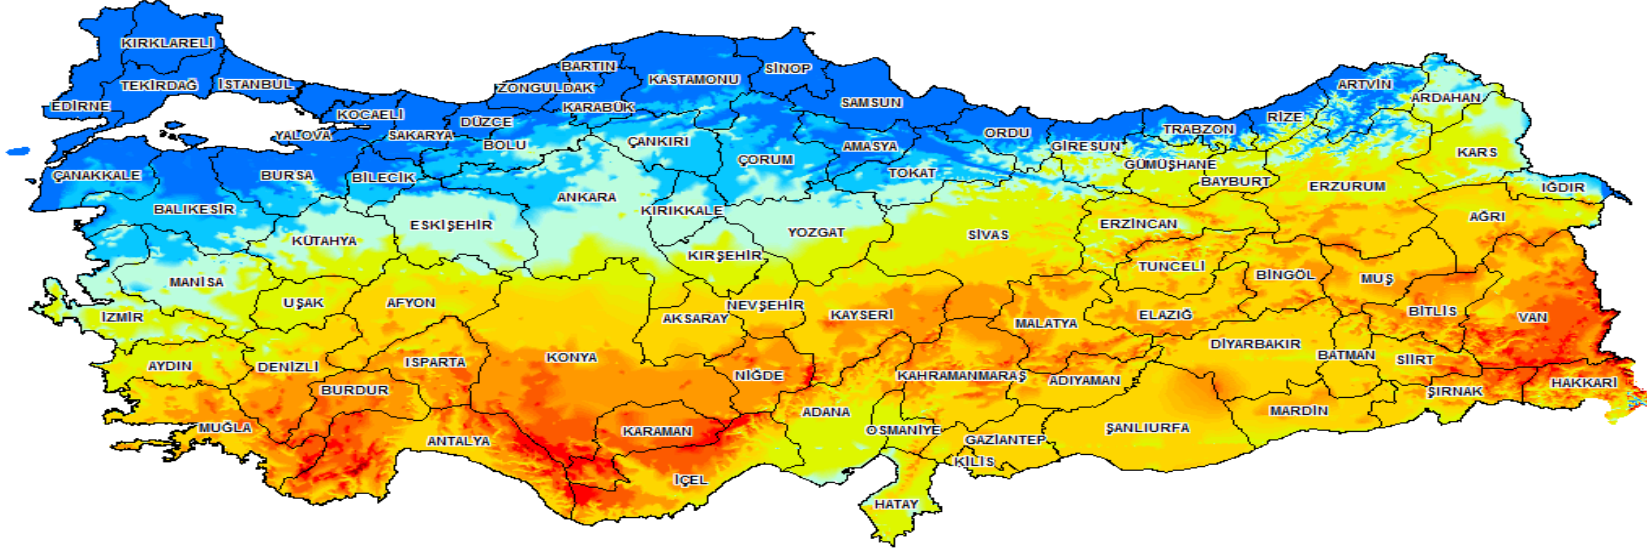 KIRKLARELİ
TEKİRDAĞ
İSTANBUL
EDİRNE
KOCAELİ
YALOVA
SAKARYA
DÜZCE
ZONGULDAK
BARTIN
KARABÜK
KASTAMONU
SİNOP
SAMSUN
BOLU
ÇANKIRI
ÇORUM
AMASYA
TOKAT
ORDU
GİRESUN
TRABZON
RİZE
ARTVİN
ARDAHAN
KARS
IĞDIR
GÜMÜŞHANE
BAYBURT
ERZURUM
AĞRI
ÇANAKKALE
BURSA
BİLECİK
BALIKESİR
KÜTAHYA
ESKİŞEHİR
ANKARA
KIRIKKALE
YOZGAT
SİVAS
ERZİNCAN
TUNCELİ
BİNGÖL
MUŞ
MANİSA
UŞAK
AFYON
KIRŞEHİR
NEVŞEHİR
AKSARAY
KAYSERİ
MALATYA
ELAZIĞ
BİTLİS
VAN
İZMİR
AYDIN
DENİZLİ
ISPARTA
BURDUR
KONYA
NİĞDE
KAHRAMANMARAŞ
ADIYAMAN
DİYARBAKIR
BATMAN
SİİRT
ŞIRNAK
HAKKARİ
MUĞLA
ANTALYA
KARAMAN
İÇEL
ADANA
OSMANİYE
GAZİANTEP
KİLİS
ŞANLIURFA
MARDİN
HATAY